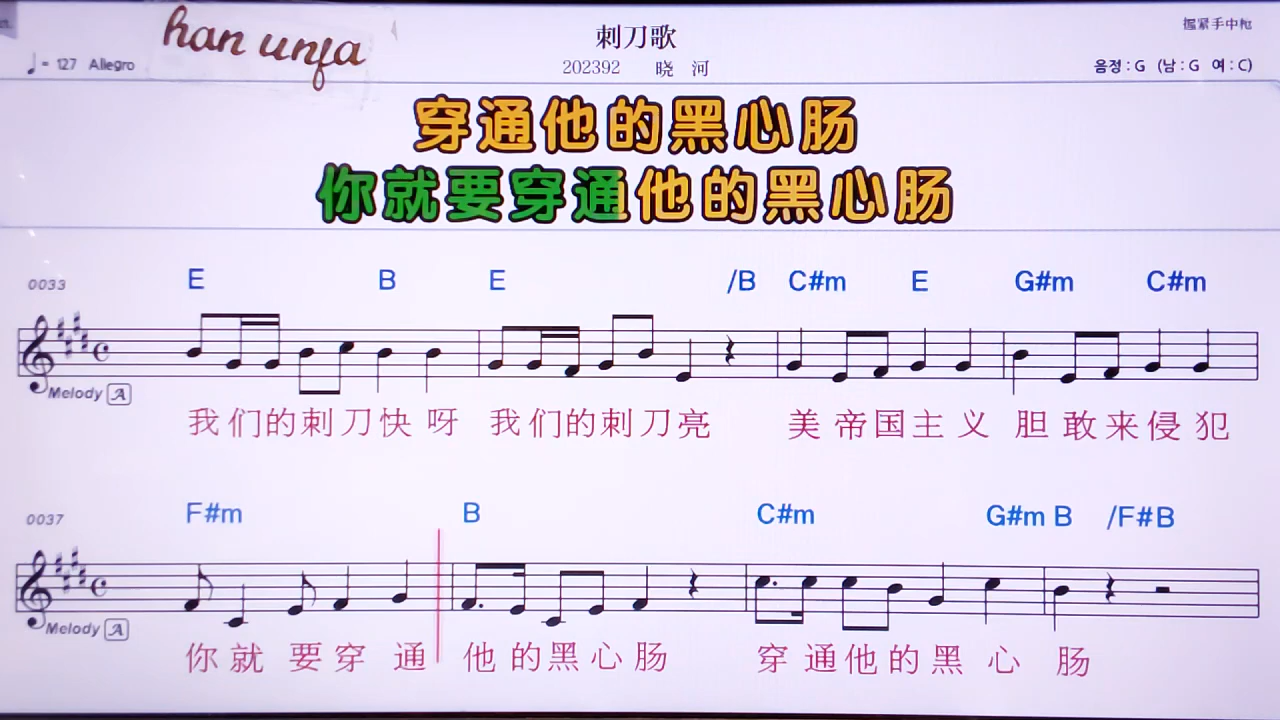 han unfa
刺刀歌
握紧手中枪
♩= 127 Allegro
202392 晓 河
음정 : G (남 : G 여 : C)
穿通他的黑心肠
你就要穿通他的黑心肠
0033
E B E /B C#m E G#m C#m
Melody A
我们的刺刀快呀 我们的刺刀亮 美帝国主义 胆敢来侵犯
0037
F#m B C#m G#m B /F# B
Melody A
你就要穿通 他的黑心肠 穿通他的黑心肠